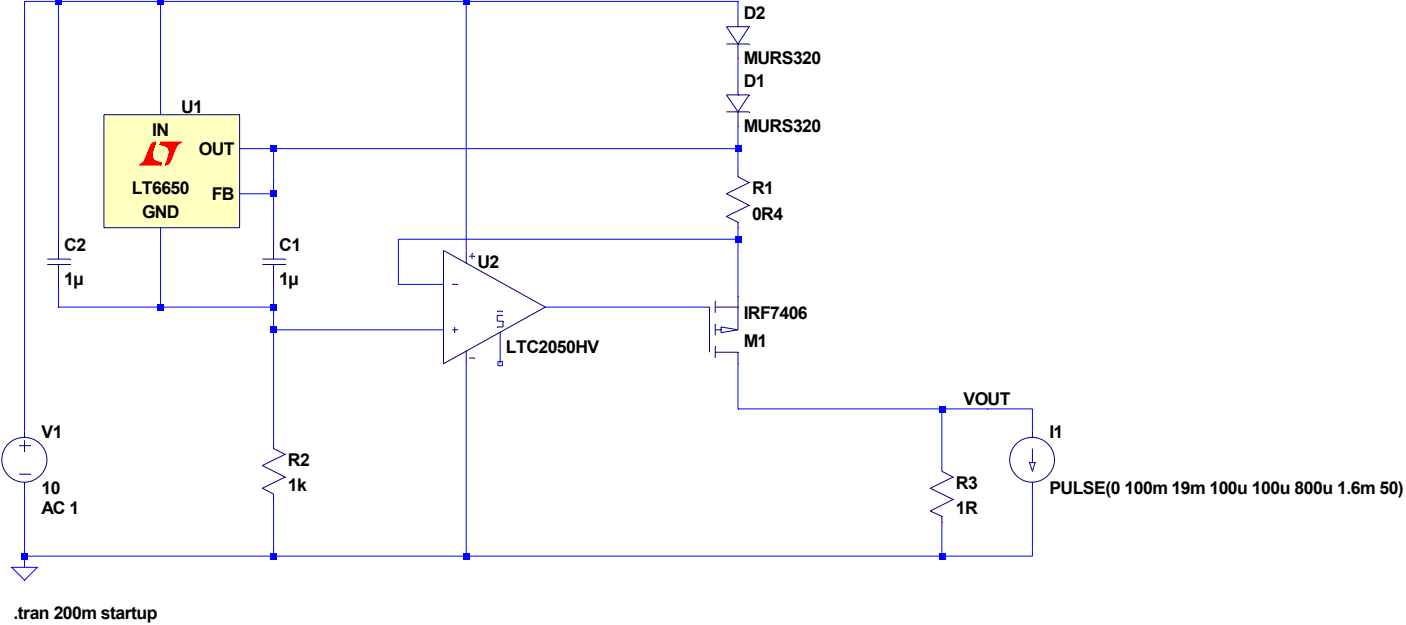 D2
MURS320
D1
MURS320
U1
IN
OUT
LT6650
FB
GND
R1
0R4
C2
1µ
C1
1µ
U2
LTC2050HV
IRF7406
M1
VOUT
V1
10
AC 1
R2
1k
R3
1R
I1
PULSE(0 100m 19m 100u 100u 800u 1.6m 50)
.tran 200m startup